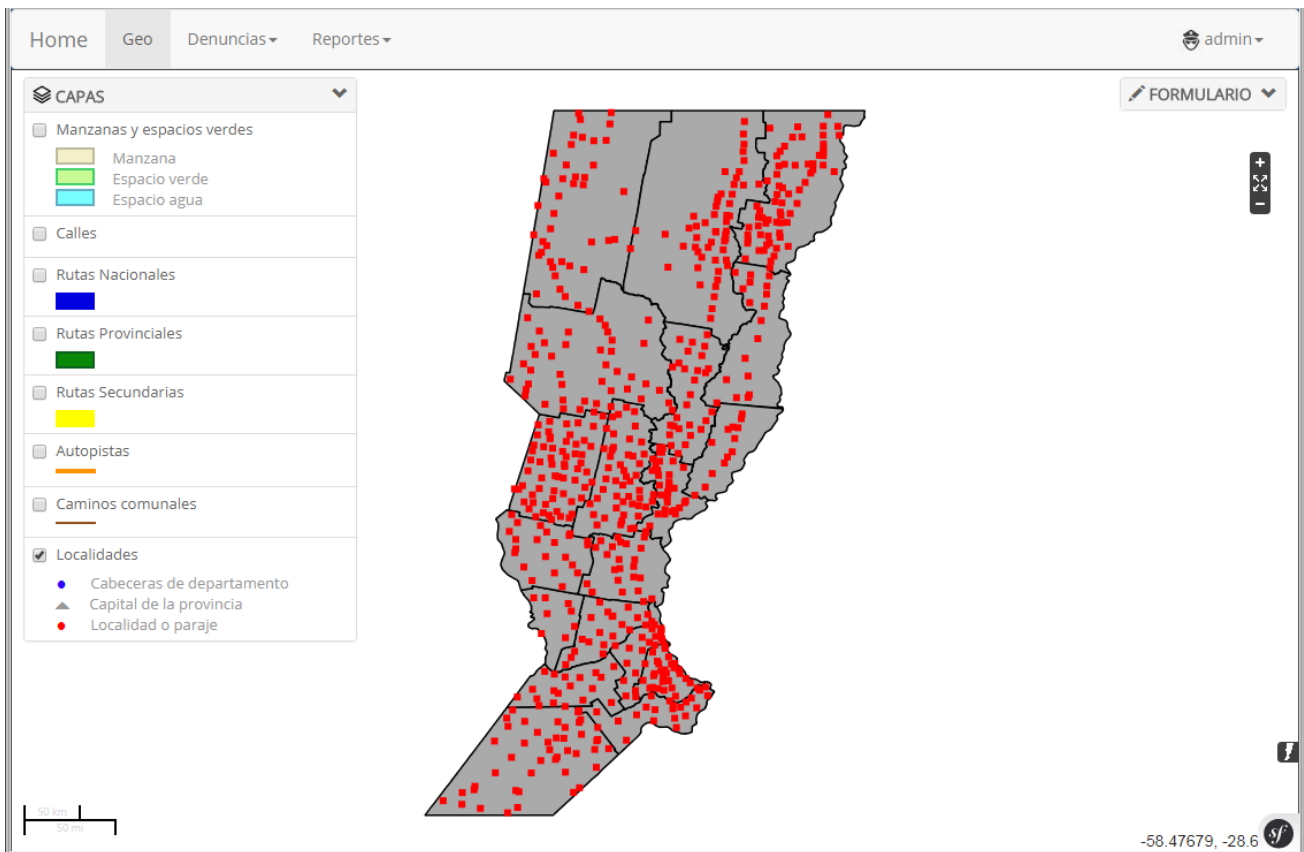 Home Geo Denuncias Reportes admin
CAPAS
FORMULARIO
Manzanas y espacios verdes
Manzana
Espacio verde
Espacio agua
Calles
Rutas Nacionales
Rutas Provinciales
Rutas Secundarias
Autopistas
Caminos comunales
Localidades
Cabeceras de departamento
Capital de la provincia
Localidad o paraje
50 km
50 mi
-58.47679, -28.6
sf